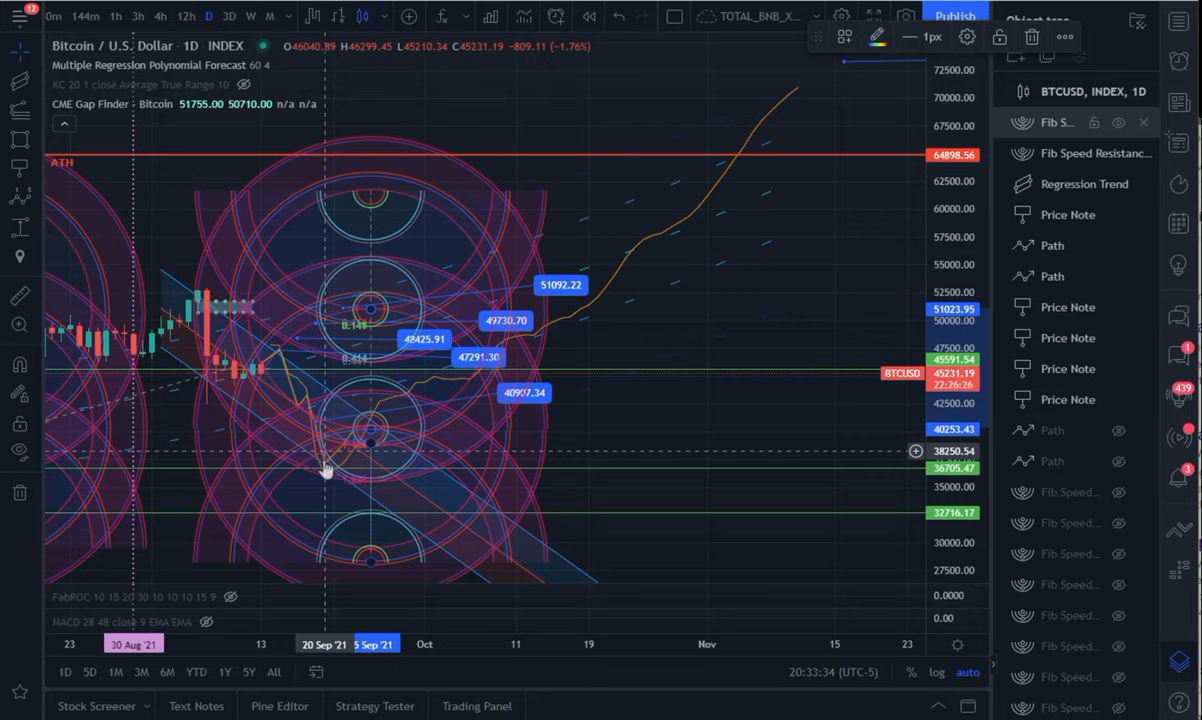 12
0m 144m 1h 3h 4h 12h D 3D W M
TOTAL_BNB_X...
Publish
1px
Bitcoin / U.S. Dollar · 1D · INDEX
O46040.89 H46299.45 L45210.34 C45231.19 -809.11 (-1.76%)
Multiple Regression Polynomial Forecast 60 4
KC 20 1 close Average True Range 10
CME Gap Finder - Bitcoin 51755.00 50710.00 n/a n/a
ATH
51092.22
49730.70
48425.91
47291.30
40907.34
72500.00
70000.00
67500.00
64898.56
62500.00
60000.00
57500.00
55000.00
52500.00
51023.95
50000.00
45591.54
BTCUSD 45231.19
22:26:26
42500.00
40253.43
38250.54
36705.47
35000.00
32716.17
30000.00
27500.00
0.0000
0.00
FabROC 10 15 20 30 10 10 10 15 9
MACD 28 48 close 9 EMA EMA
23 30 Aug '21 13 20 Sep '21 5 Sep '21 Oct 11 19 Nov 15 23
1D 5D 1M 3M 6M YTD 1Y 5Y All
20:33:34 (UTC-5) % log auto
Stock Screener Text Notes Pine Editor Strategy Tester Trading Panel
Object tree
BTCUSD, INDEX, 1D
Fib S...
Fib Speed Resistanc...
Regression Trend
Price Note
Path
Path
Price Note
Price Note
Price Note
Price Note
Path
Path
Fib Speed...
Fib Speed...
Fib Speed...
Fib Speed...
Fib Speed...
Fib Speed...
Fib Speed...
Fib Speed...
1
439
3